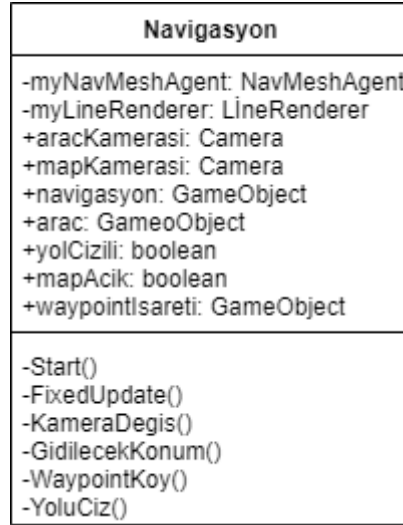 Navigasyon
-myNavMeshAgent: NavMeshAgent
-myLineRenderer: LİneRenderer
+aracKamerasi: Camera
+mapKamerasi: Camera
+navigasyon: GameObject
+arac: GameoObject
+yolCizili: boolean
+mapAcik: boolean
+waypointIsareti: GameObject
-Start()
-FixedUpdate()
-KameraDegis()
-GidilecekKonum()
-WaypointKoy()
-YoluCiz()